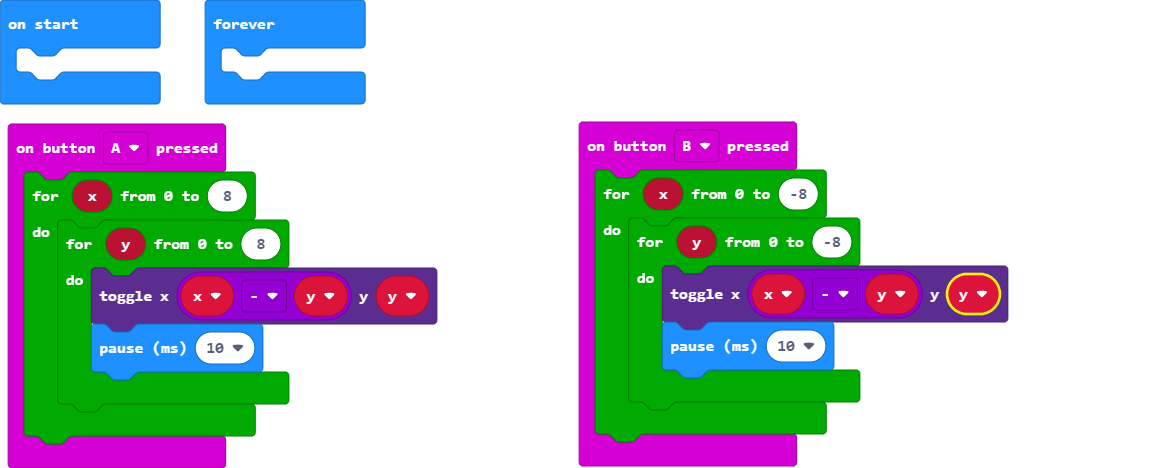 on start
forever
on button A pressed
for x from 0 to 8
do
for y from 0 to 8
do
toggle x x - y y y
pause (ms) 10
on button B pressed
for x from 0 to -8
do
for y from 0 to -8
do
toggle x x - y y y
pause (ms) 10